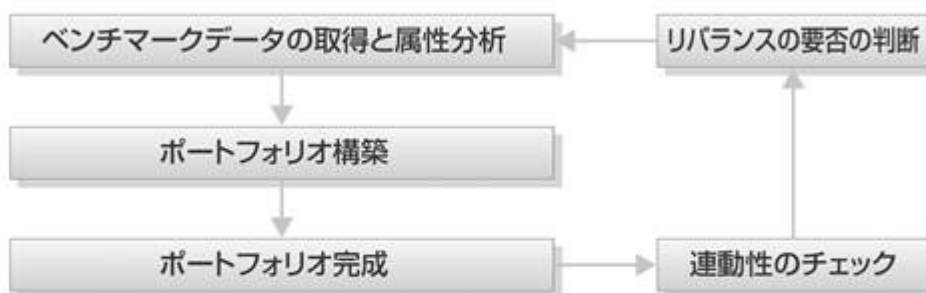 ベンチマークデータの取得と属性分析
リバランスの要否の判断
ポートフォリオ構築
ポートフォリオ完成
連動性のチェック